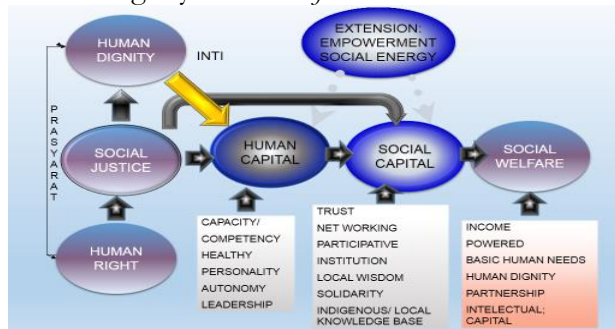 HUMAN
DIGNITY
INTI
EXTENSION:
EMPOWERMENT
SOCIAL ENERGY
PRASYARAT
SOCIAL
JUSTICE
HUMAN
CAPITAL
SOCIAL
CAPITAL
SOCIAL
WELFARE
HUMAN
RIGHT
CAPACITY/
COMPETENCY
HEALTHY
PERSONALITY
AUTONOMY
LEADERSHIP
TRUST
NET WORKING
PARTICIPATIVE
INSTITUTION
LOCAL WISDOM
SOLIDARITY
INDIGENOUS/ LOCAL
KNOWLEDGE BASE
INCOME
POWERED
BASIC HUMAN NEEDS
HUMAN DIGNITY
PARTNERSHIP
INTELECTUAL;
CAPITAL